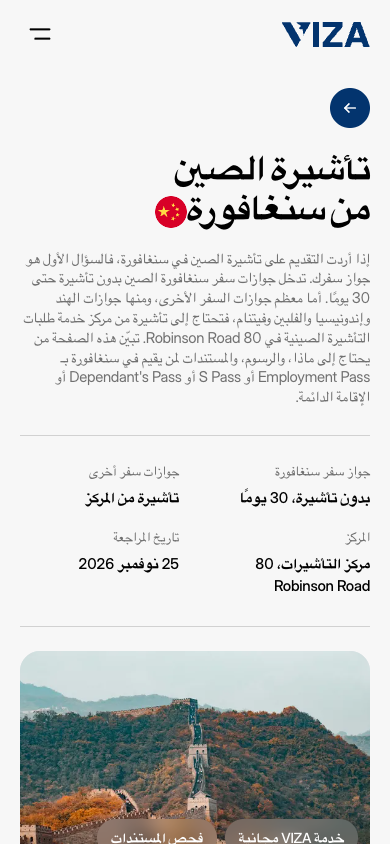 VIZA
تأشيرة الصين
من سنغافورة
إذا أردت التقديم على تأشيرة الصين في سنغافورة، فالسؤال الأول هو
جواز سفرك. تدخل جوازات سفر سنغافورة الصين بدون تأشيرة حتى
30 يومًا. أما معظم جوازات السفر الأخرى، ومنها جوازات الهند
وإندونيسيا والفلبين وفيتنام، فتحتاج إلى تأشيرة من مركز خدمة طلبات
التأشيرة الصينية في 80 Robinson Road. تبيّن هذه الصفحة من
يحتاج إلى ماذا، والرسوم، والمستندات لمن يقيم في سنغافورة بـ
Employment Pass أو S Pass أو Dependant's Pass أو
الإقامة الدائمة.
جواز سفر سنغافورة
بدون تأشيرة، 30 يومًا
جوازات سفر أخرى
تأشيرة من المركز
المركز
مركز التأشيرات، 80
Robinson Road
تاريخ المراجعة
25 نوفمبر 2026
خدمة VIZA مجانية
فحص المستندات